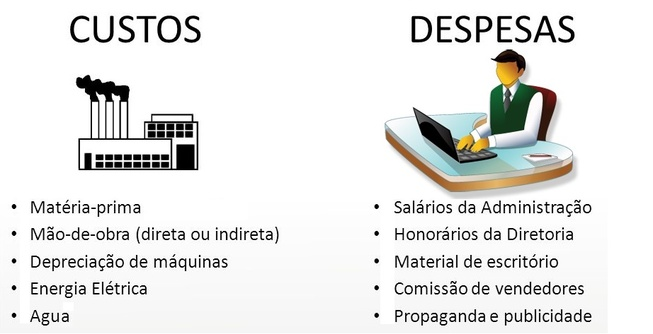 CUSTOS
• Matéria-prima
• Mão-de-obra (direta ou indireta)
• Depreciação de máquinas
• Energia Elétrica
• Agua
DESPESAS
• Salários da Administração
• Honorários da Diretoria
• Material de escritório
• Comissão de vendedores
• Propaganda e publicidade